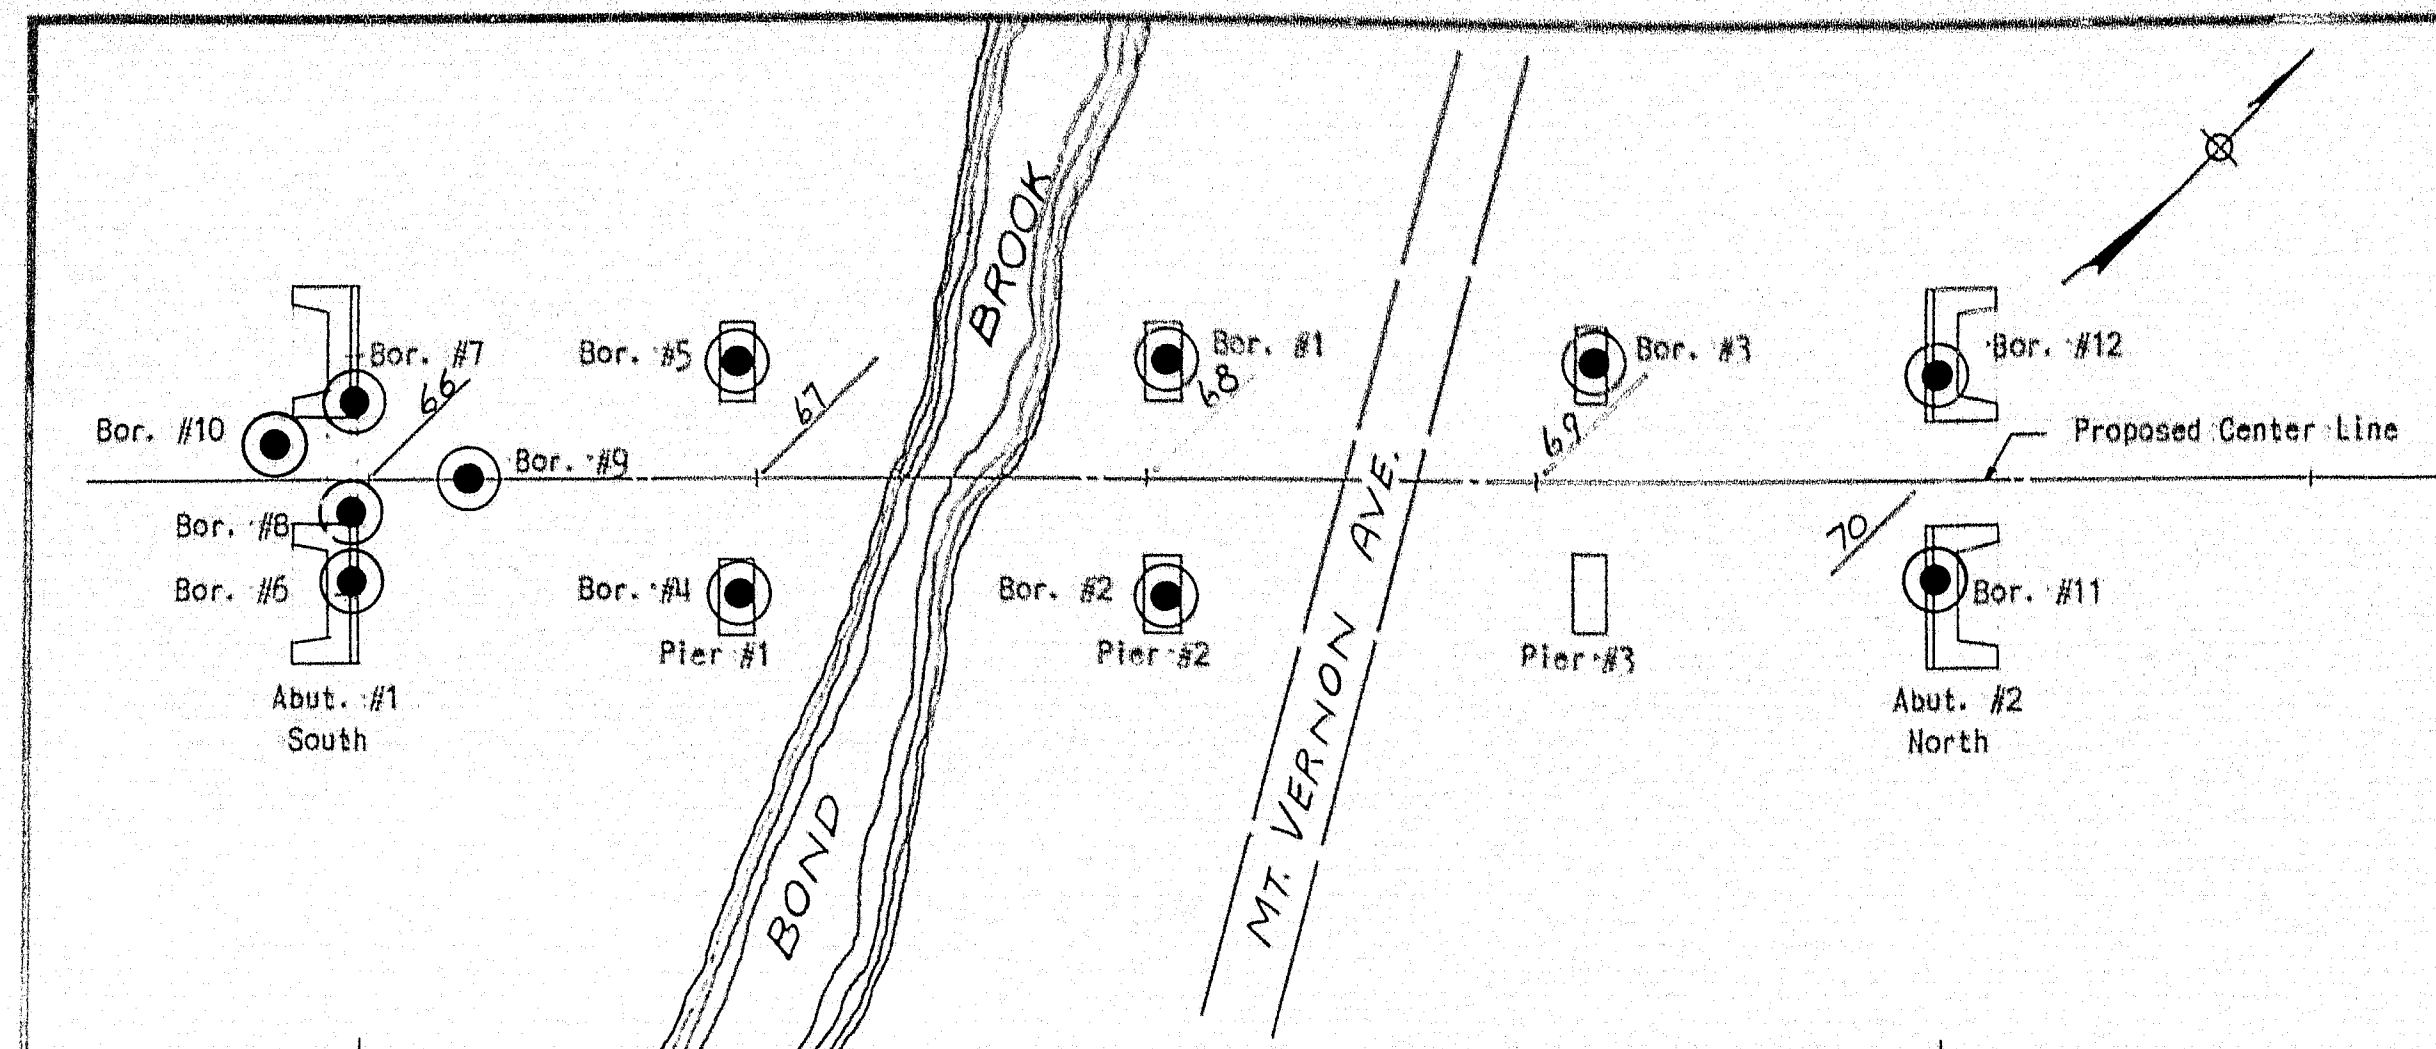 BROOK
Bor. #7
Bor. #5
Bor. #1
Bor. #3
Bor. #12
66
67
68
69
Bor. #10
Proposed Center Line
Bor. #9
Bor. #8
70
Bor. #6
Bor. #4
Bor. #2
Bor. #11
Pier #1
Pier #2
Pier #3
Abut. #1
South
Abut. #2
North
MT. VERNON AVE.
BOND